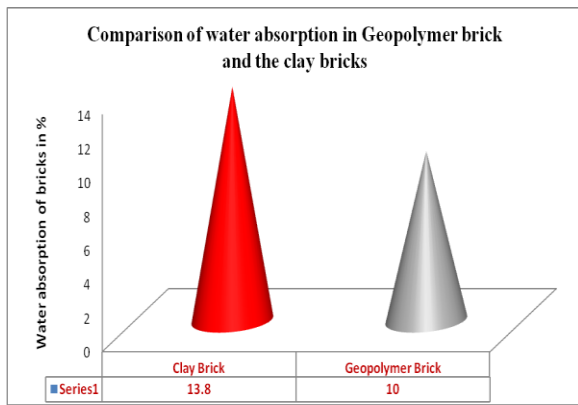 Comparison of water absorption in Geopolymer brick
and the clay bricks
Water absorption of bricks in %
14
12
10
8
6
4
2
0
Clay Brick Geopolymer Brick
Series1 13.8 10